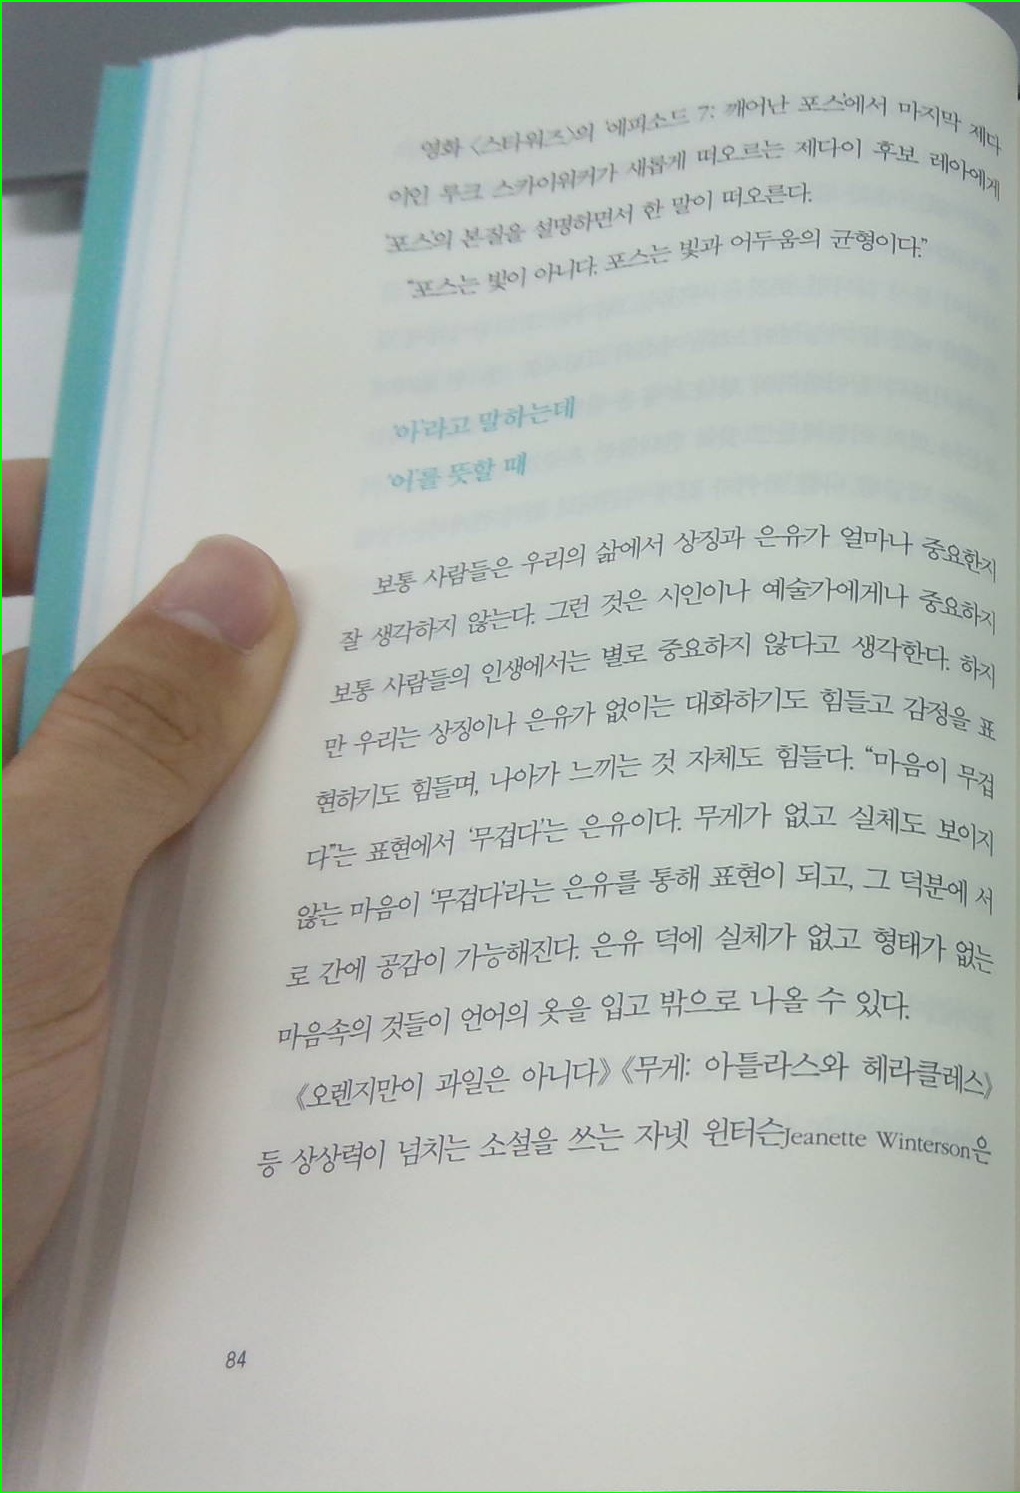 영화 〈스타워즈〉의 '에피소드 7: 깨어난 포스'에서 마지막 제다
이인 루크 스카이워커가 새롭게 떠오르는 제다이 후보 레아에게
'포스'의 본질을 설명하면서 한 말이 떠오른다.
"포스는 빛이 아니다. 포스는 빛과 어두움의 균형이다."
'아'라고 말하는데
'어'를 뜻할 때
보통 사람들은 우리의 삶에서 상징과 은유가 얼마나 중요한지
잘 생각하지 않는다. 그런 것은 시인이나 예술가에게나 중요하지
보통 사람들의 인생에서는 별로 중요하지 않다고 생각한다. 하지
만 우리는 상징이나 은유가 없이는 대화하기도 힘들고 감정을 표
현하기도 힘들며, 나아가 느끼는 것 자체도 힘들다. "마음이 무겁
다"는 표현에서 '무겁다'는 은유이다. 무게가 없고 실체도 보이지
않는 마음이 '무겁다'라는 은유를 통해 표현이 되고, 그 덕분에 서
로 간에 공감이 가능해진다. 은유 덕에 실체가 없고 형태가 없는
마음속의 것들이 언어의 옷을 입고 밖으로 나올 수 있다.
《오렌지만이 과일은 아니다》《무게: 아틀라스와 헤라클레스》
등 상상력이 넘치는 소설을 쓰는 자넷 윈터슨Jeanette Winterson은
84